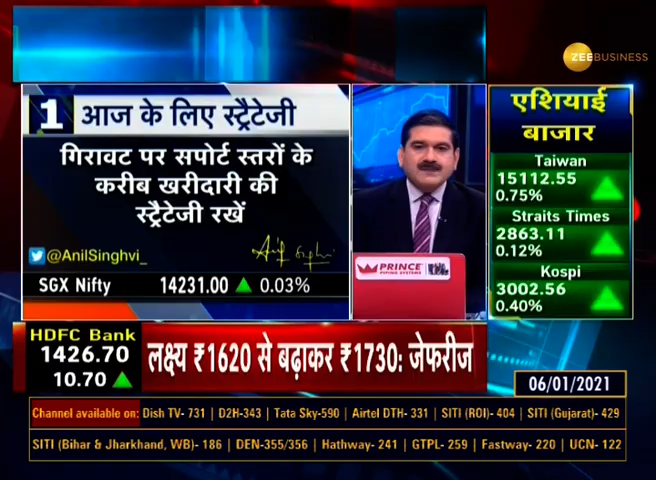 ZEEBUSINESS
1 आज के लिए स्ट्रैटेजी
गिरावट पर सपोर्ट स्तरों के
करीब खरीदारी की
स्ट्रैटेजी रखें
@AnilSinghvi_
SGX Nifty 14231.00 0.03%
PRINCE
PIPING SYSTEMS
एशियाई
बाजार
Taiwan
15112.55
0.75%
Straits Times
2863.11
0.12%
Kospi
3002.56
0.40%
HDFC Bank
1426.70
10.70
लक्ष्य ₹1620 से बढ़ाकर ₹1730: जेफरीज
06/01/2021
Channel available on: Dish TV- 731 | D2H-343 | Tata Sky-590 | Airtel DTH- 331 | SITI (ROI)- 404 | SITI (Gujarat)- 429
SITI (Bihar & Jharkhand, WB)- 186 | DEN-355/356 | Hathway- 241 | GTPL- 259 | Fastway- 220 | UCN- 122